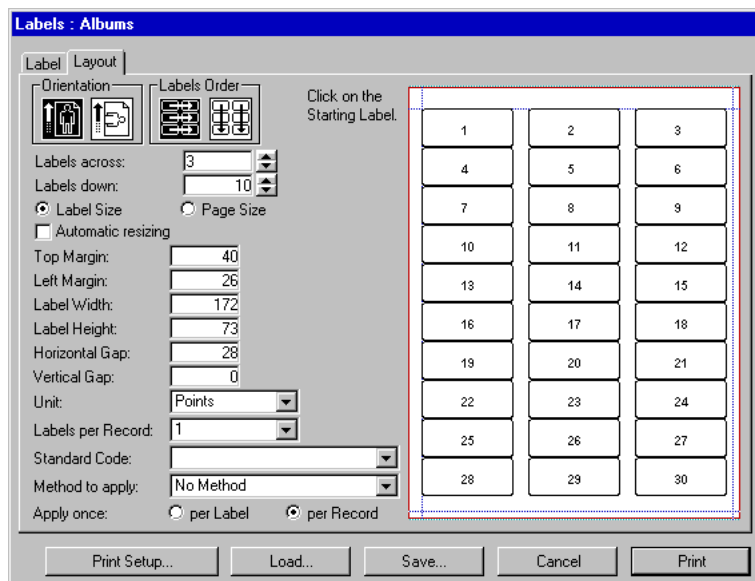 Labels : Albums
Label Layout
Orientation Labels Order
Click on the
Starting Label.
Labels across: 3
Labels down: 10
Label Size Page Size
Automatic resizing
Top Margin: 40
Left Margin: 26
Label Width: 172
Label Height: 73
Horizontal Gap: 28
Vertical Gap: 0
Unit: Points
Labels per Record: 1
Standard Code:
Method to apply: No Method
Apply once: per Label per Record
1 2 3
4 5 6
7 8 9
10 11 12
13 14 15
16 17 18
19 20 21
22 23 24
25 26 27
28 29 30
Print Setup... Load... Save... Cancel Print